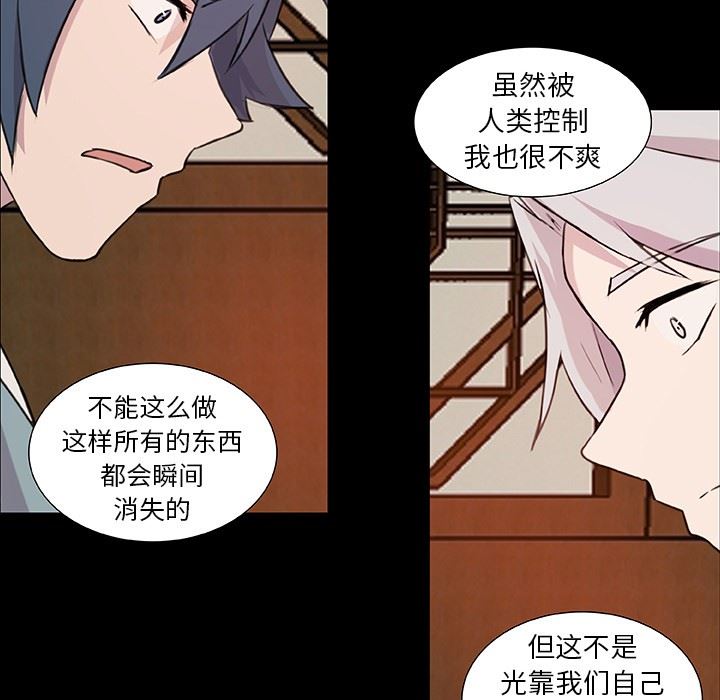 虽然被
人类控制
我也很不爽
不能这么做
这样所有的东西
都会瞬间
消失的
但这不是
光靠我们自己